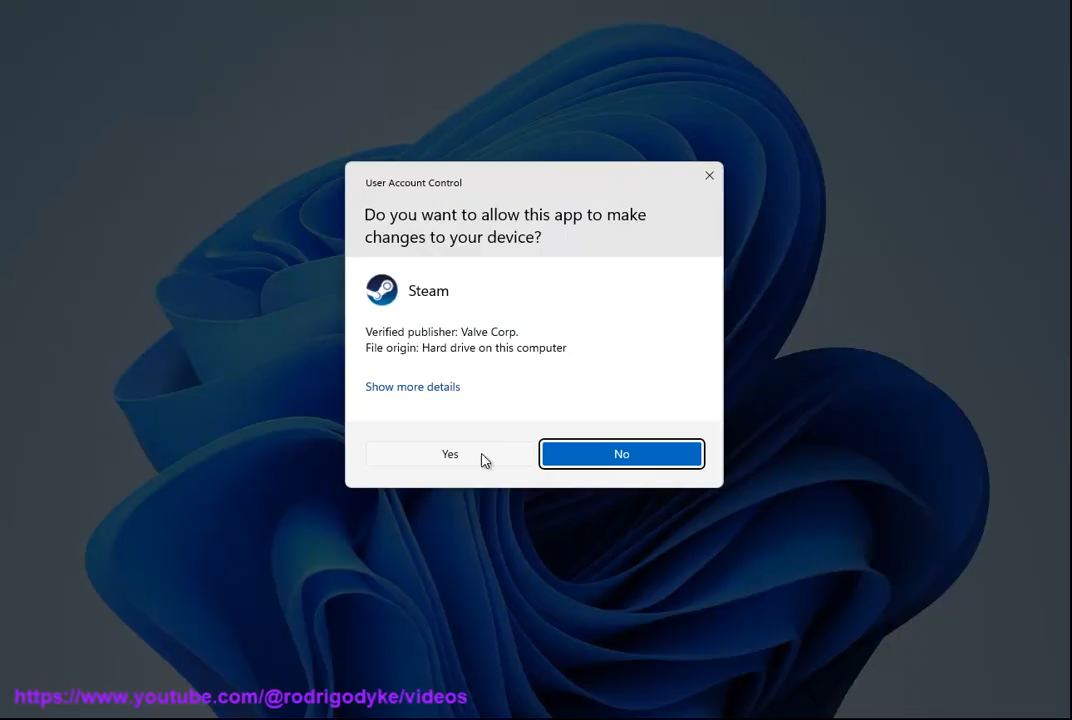 User Account Control
Do you want to allow this app to make
changes to your device?
Steam
Verified publisher: Valve Corp.
File origin: Hard drive on this computer
Show more details
Yes
No
https://www.youtube.com/@rodrigodyke/videos